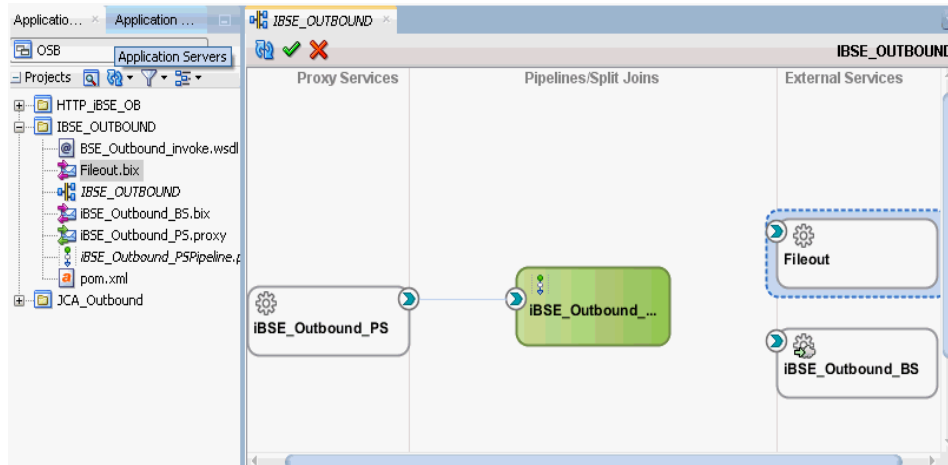 Applicatio...
Application ...
IBSE_OUTBOUND
OSB
Application Servers
IBSE_OUTBOUND
Projects
Proxy Services
Pipelines/Split Joins
External Services
HTTP_iBSE_OB
IBSE_OUTBOUND
BSE_Outbound_invoke.wsdl
Fileout.bix
IBSE_OUTBOUND
iBSE_Outbound_BS.bix
iBSE_Outbound_PS.proxy
iBSE_Outbound_PSPipeline.p
pom.xml
JCA_Outbound
iBSE_Outbound_PS
iBSE_Outbound_...
Fileout
iBSE_Outbound_BS